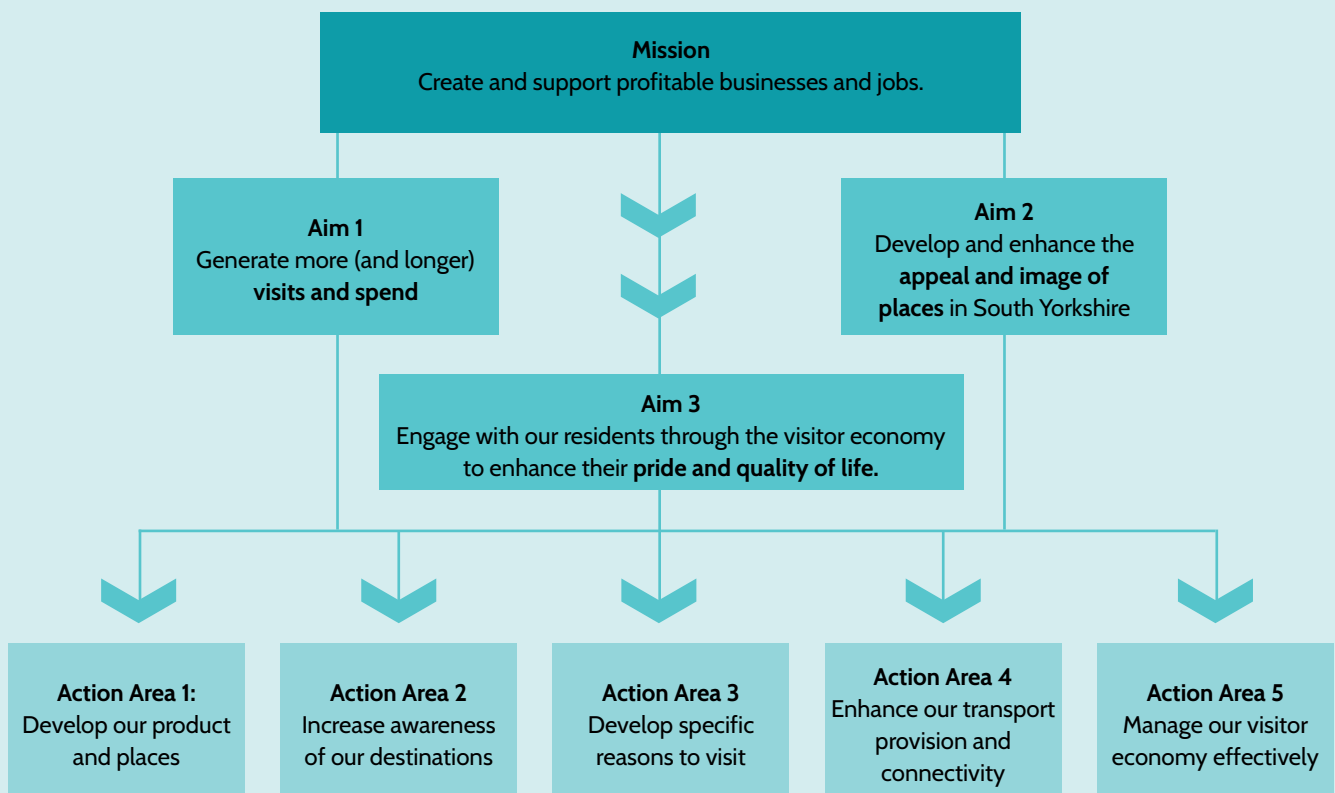 Mission
Create and support profitable businesses and jobs.
Aim 1
Generate more (and longer)
visits and spend
Aim 2
Develop and enhance the
appeal and image of
places in South Yorkshire
Aim 3
Engage with our residents through the visitor economy
to enhance their pride and quality of life.
Action Area 1:
Develop our product
and places
Action Area 2
Increase awareness
of our destinations
Action Area 3
Develop specific
reasons to visit
Action Area 4
Enhance our transport
provision and
connectivity
Action Area 5
Manage our visitor
economy effectively